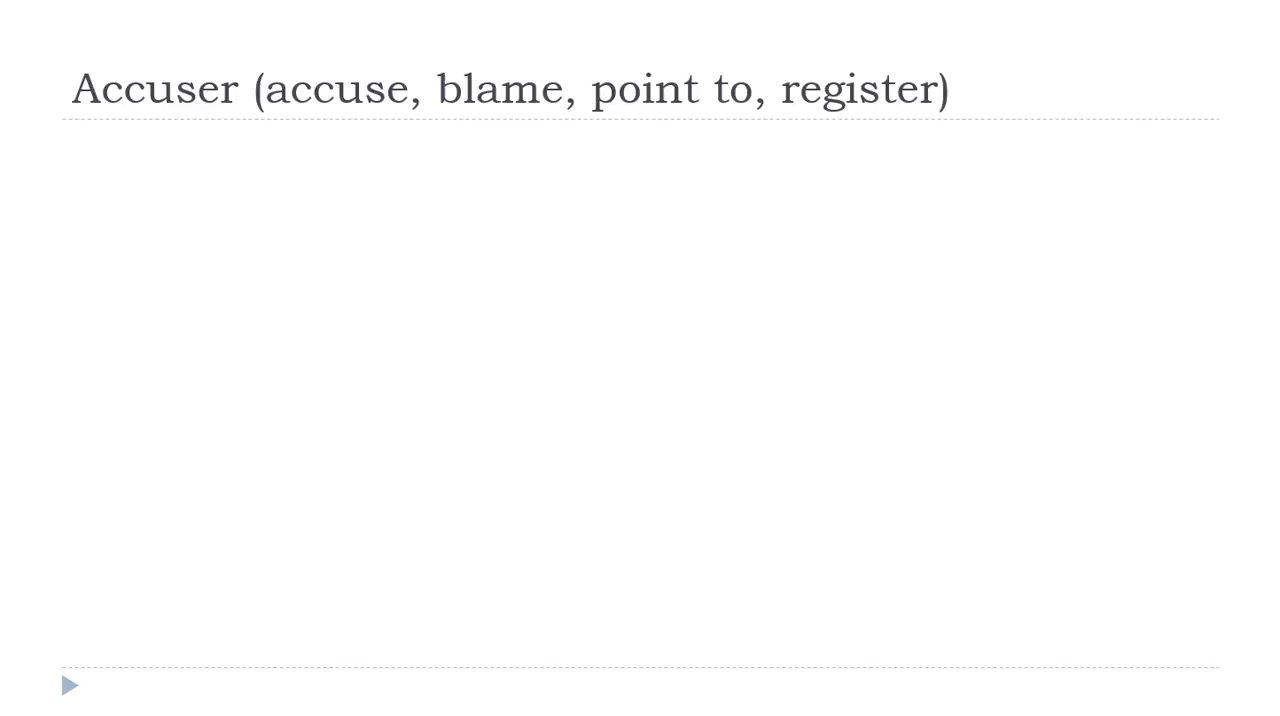 Accuser (accuse, blame, point to, register)